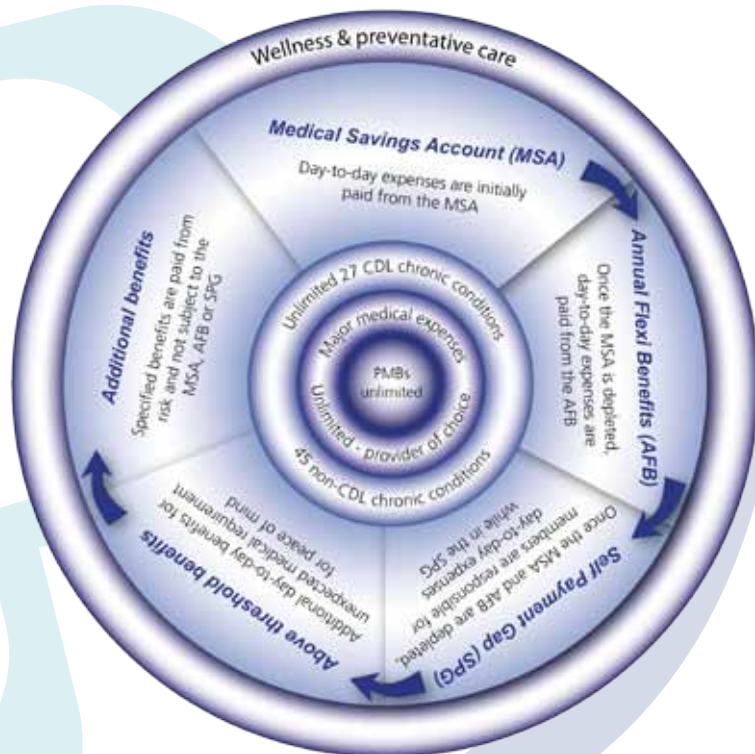 Wellness & preventative care
Medical Savings Account (MSA)
Day-to-day expenses are initially
paid from the MSA
Annual Flexi Benefits (AFB)
Once the MSA is depleted,
day-to-day expenses are
paid from the AFB
Self Payment Gap (SPG)
Once the MSA and AFB are depleted,
members are responsible for
day-to-day expenses
while in the SPG
Above threshold benefits
Additional day-to-day benefits for
unexpected medical requirement
for peace of mind
Additional benefits
Specified benefits are paid from
risk and not subject to the
MSA, AFB or SPG
Unlimited 27 CDL chronic conditions
45 non-CDL chronic conditions
Major medical expenses
Unlimited - provider of choice
PMBs
unlimited